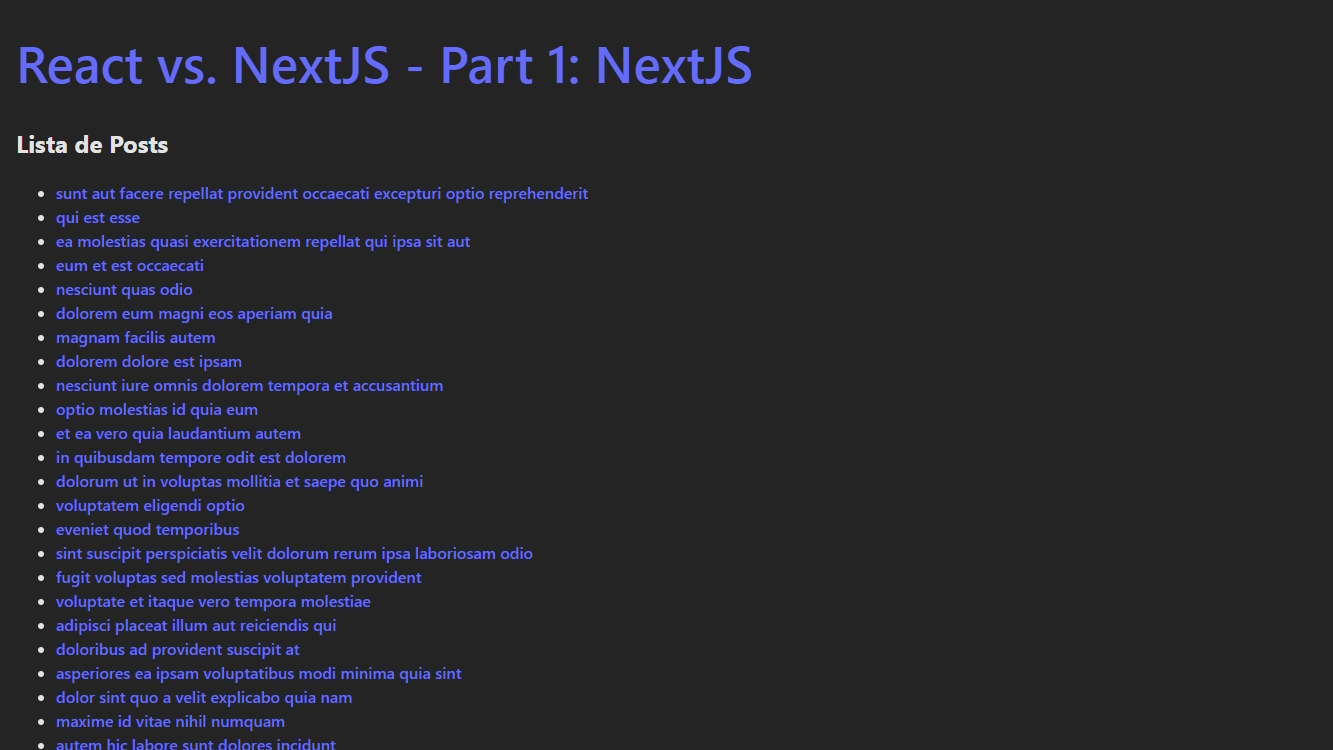 React vs. NextJS - Part 1: NextJS
Lista de Posts
sunt aut facere repellat provident occaecati excepturi optio reprehenderit
qui est esse
ea molestias quasi exercitationem repellat qui ipsa sit aut
eum et est occaecati
nesciunt quas odio
dolorem eum magni eos aperiam quia
magnam facilis autem
dolorem dolore est ipsam
nesciunt iure omnis dolorem tempora et accusantium
optio molestias id quia eum
et ea vero quia laudantium autem
in quibusdam tempore odit est dolorem
dolorum ut in voluptas mollitia et saepe quo animi
voluptatem eligendi optio
eveniet quod temporibus
sint suscipit perspiciatis velit dolorum rerum ipsa laboriosam odio
fugit voluptas sed molestias voluptatem provident
voluptate et itaque vero tempora molestiae
adipisci placeat illum aut reiciendis qui
doloribus ad provident suscipit at
asperiores ea ipsam voluptatibus modi minima quia sint
dolor sint quo a velit explicabo quia nam
maxime id vitae nihil numquam
autem hic labore sunt dolores incidunt